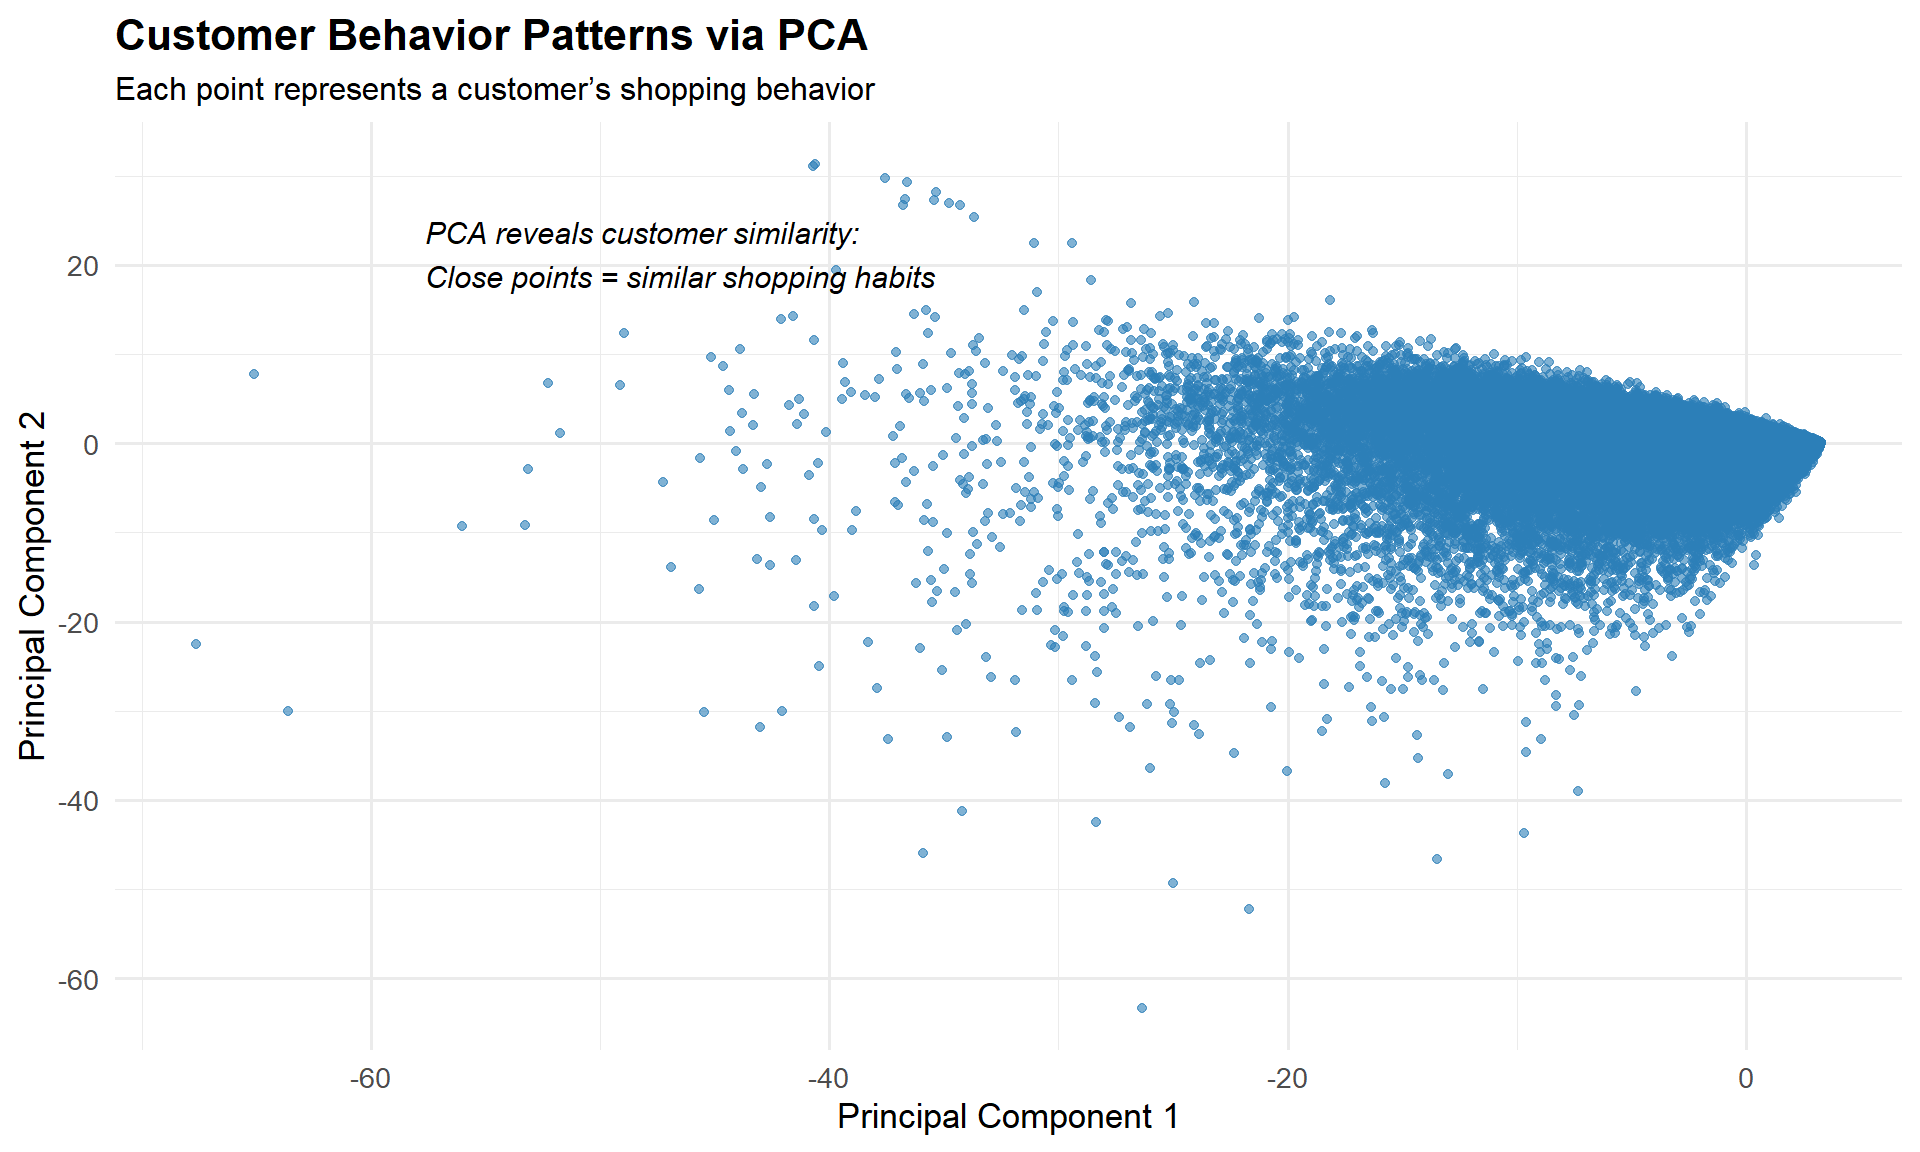 Customer Behavior Patterns via PCA
Each point represents a customer’s shopping behavior
PCA reveals customer similarity:
Close points = similar shopping habits
Principal Component 2
20
0
-20
-40
-60
-60
-40
-20
0
Principal Component 1